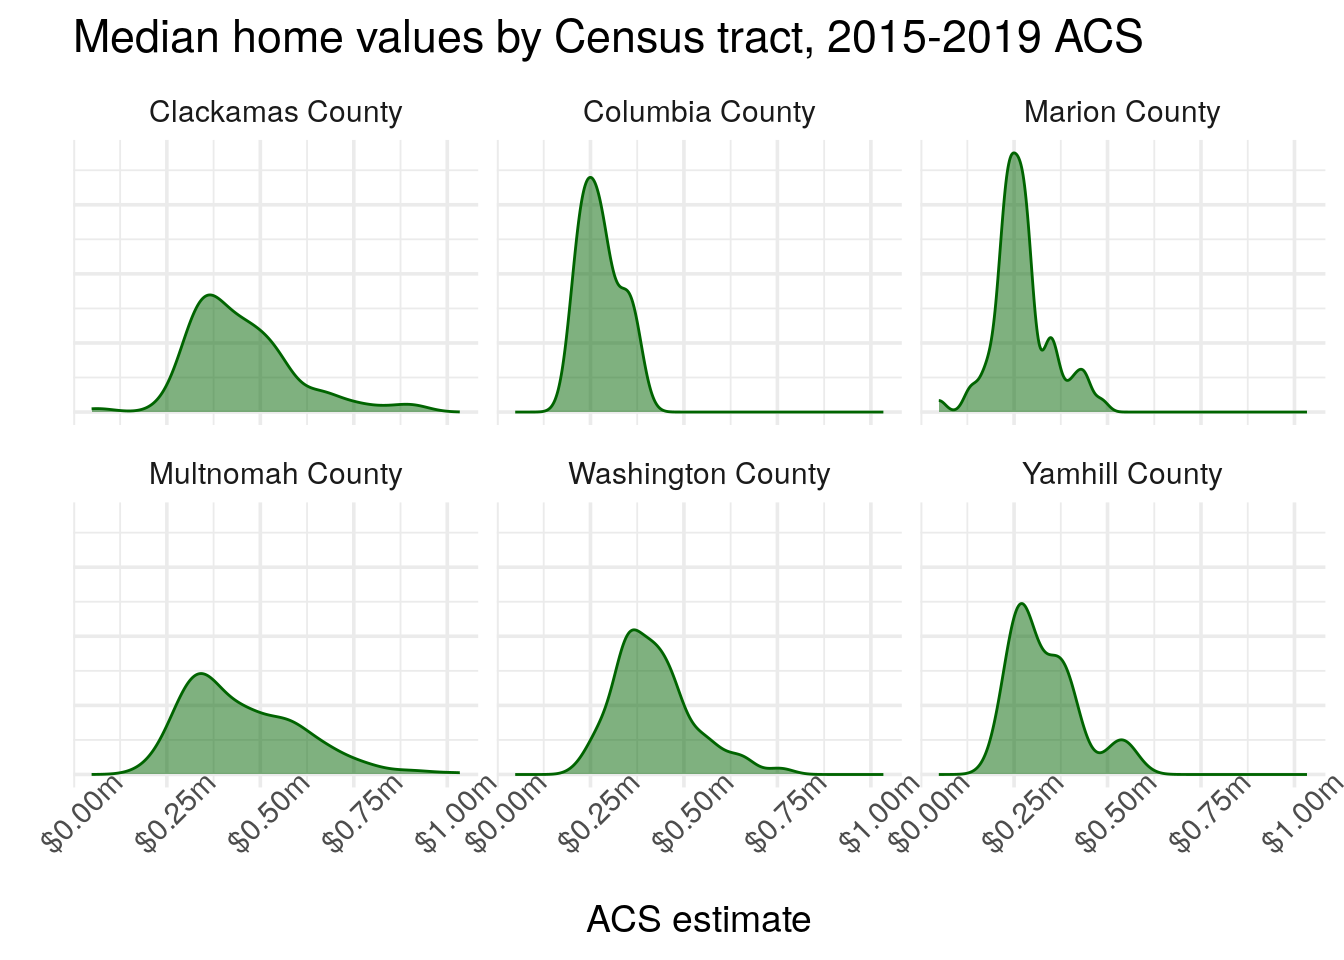 Median home values by Census tract, 2015-2019 ACS
Clackamas County
Columbia County
Marion County
Multnomah County
Washington County
Yamhill County
$0.00m $0.25m $0.50m $0.75m $1.00m $0.00m $0.25m $0.50m $0.75m $1.00m $0.00m $0.25m $0.50m $0.75m $1.00m
ACS estimate